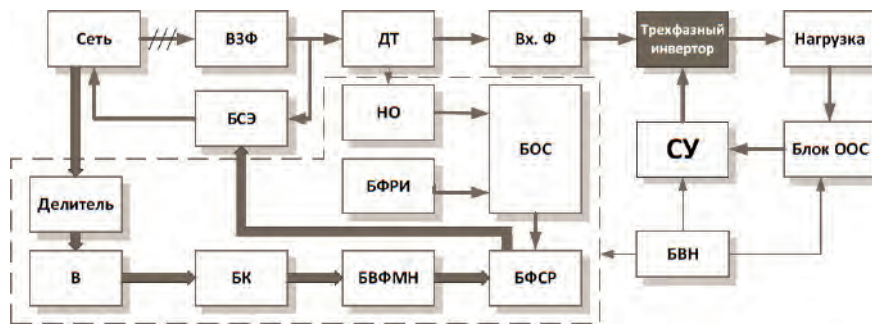 Сеть
ВЗФ
ДТ
Вх. Ф
Трехфазный
инвертор
Нагрузка
БСЭ
НО
БОС
СУ
Блок ООС
БФРИ
Делитель
В
БК
БВФМН
БФСР
БВН